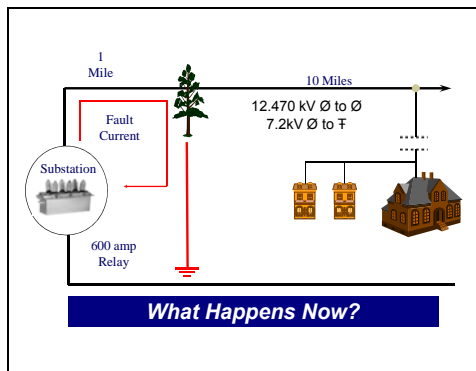 1
Mile
10 Miles
12.470 kV Ø to Ø
7.2kV Ø to Ŧ
Fault
Current
Substation
600 amp
Relay
What Happens Now?